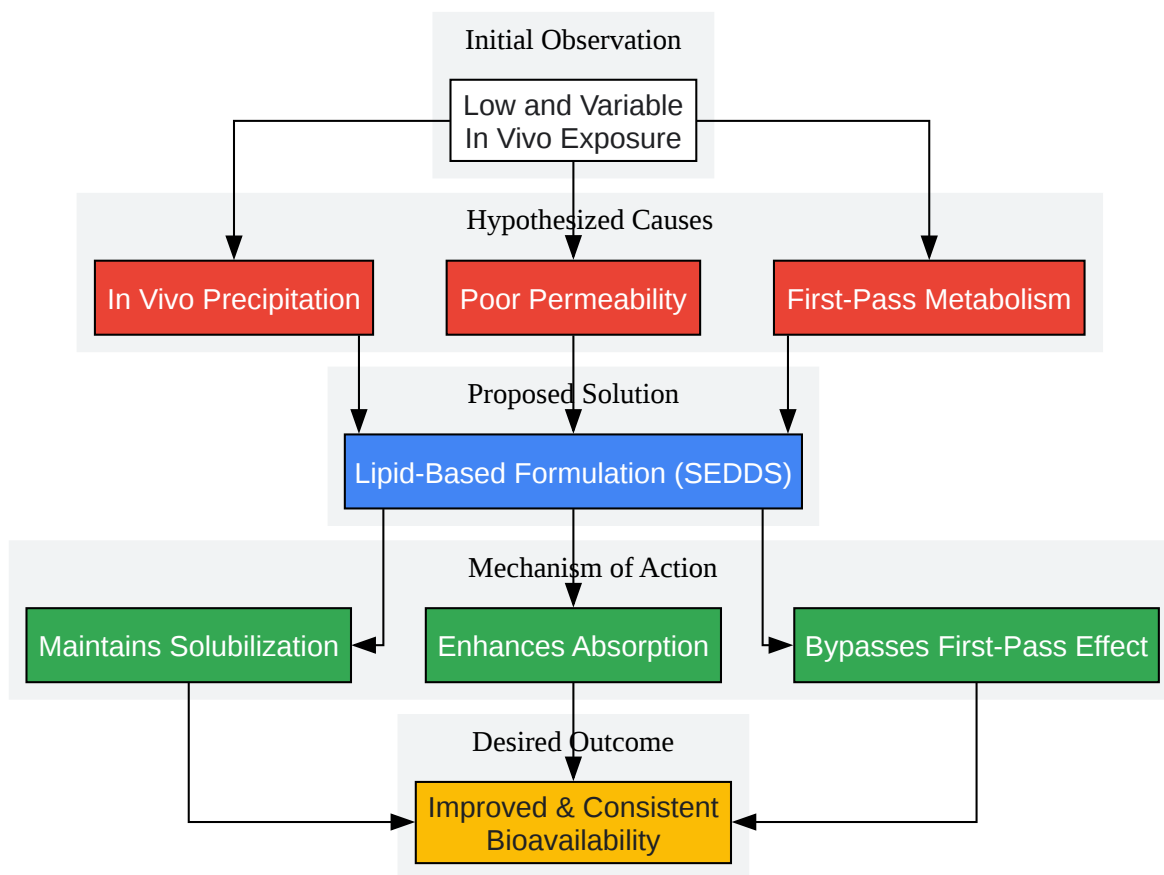 Initial Observation
Low and Variable
In Vivo Exposure
Hypothesized Causes
In Vivo Precipitation
Poor Permeability
First-Pass Metabolism
Proposed Solution
Lipid-Based Formulation (SEDDS)
Mechanism of Action
Maintains Solubilization
Enhances Absorption
Bypasses First-Pass Effect
Desired Outcome
Improved & Consistent
Bioavailability